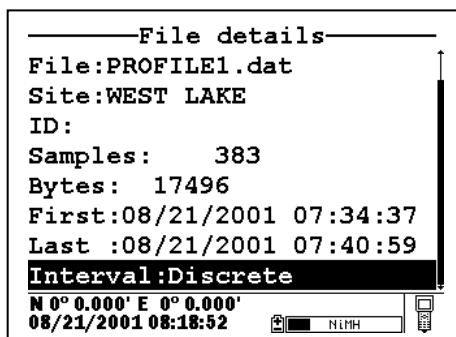 File details
File:PROFILE1.dat
Site:WEST LAKE
ID:
Samples: 383
Bytes: 17496
First:08/21/2001 07:34:37
Last :08/21/2001 07:40:59
Interval:Discrete
N 0° 0.000' E 0° 0.000'
08/21/2001 08:18:52 NiMH